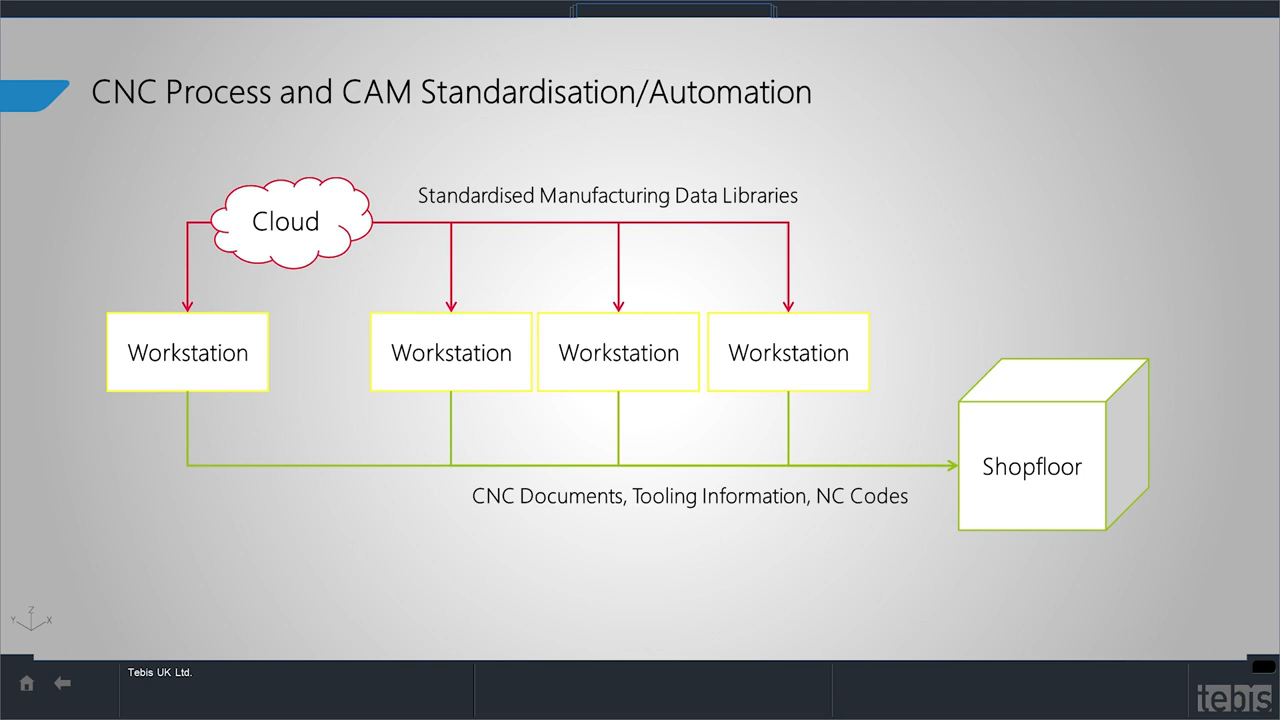 CNC Process and CAM Standardisation/Automation
Standardised Manufacturing Data Libraries
Cloud
Workstation
Workstation
Workstation
Workstation
Shopfloor
CNC Documents, Tooling Information, NC Codes
Z
Y X
Tebis UK Ltd.
tebis